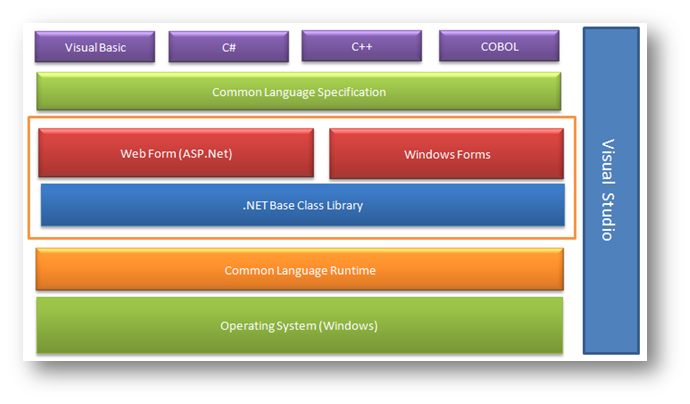 Visual Basic
C#
C++
COBOL
Common Language Specification
Web Form (ASP.Net)
Windows Forms
.NET Base Class Library
Common Language Runtime
Operating System (Windows)
Visual Studio